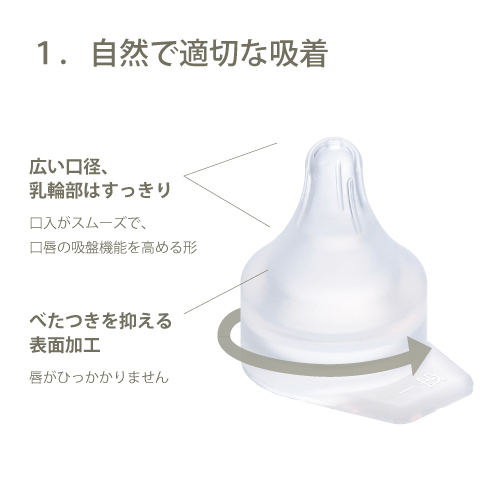 1. 自然で適切な吸着
広い口径、
乳輪部はすっきり
口入がスムーズで、
口唇の吸盤機能を高める形
べたつきを抑える
表面加工
唇がひっかかりません